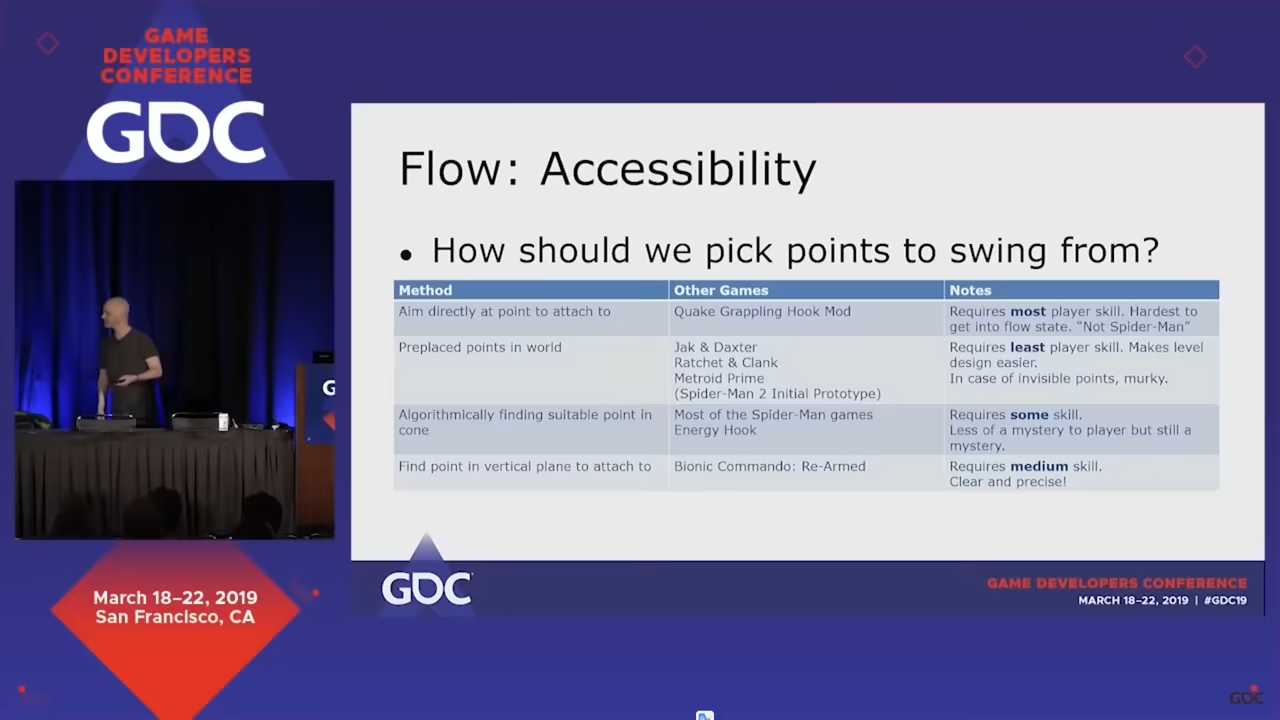 GAME
DEVELOPERS
CONFERENCE
GDC
G
March 18–22, 2019
San Francisco, CA
Flow: Accessibility
• How should we pick points to swing from?
Method Other Games Notes
Aim directly at point to attach to Quake Grappling Hook Mod Requires most player skill. Hardest to
get into flow state. “Not Spider-Man”
Preplaced points in world Jak & Daxter Requires least player skill. Makes level
Ratchet & Clank design easier.
Metroid Prime In case of invisible points, murky.
(Spider-Man 2 Initial Prototype)
Algorithmically finding suitable point in Most of the Spider-Man games Requires some skill.
cone Energy Hook Less of a mystery to player but still a
mystery.
Find point in vertical plane to attach to Bionic Commando: Re-Armed Requires medium skill.
Clear and precise!
GDC
GAME DEVELOPERS CONFERENCE
MARCH 18–22, 2019 | #GDC19
GDC